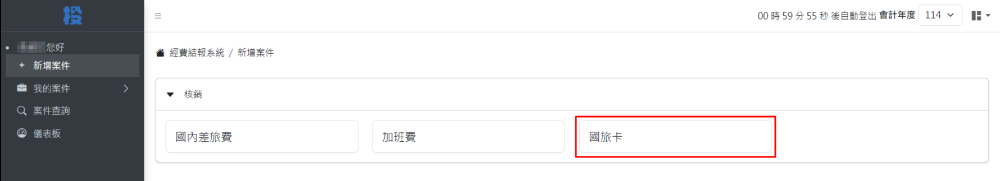 投
00 時 59 分 55 秒 後自動登出 會計年度 114
您好
新增案件
我的案件
案件查詢
儀表板
經費結報系統 / 新增案件
核銷
國內差旅費
加班費
國旅卡